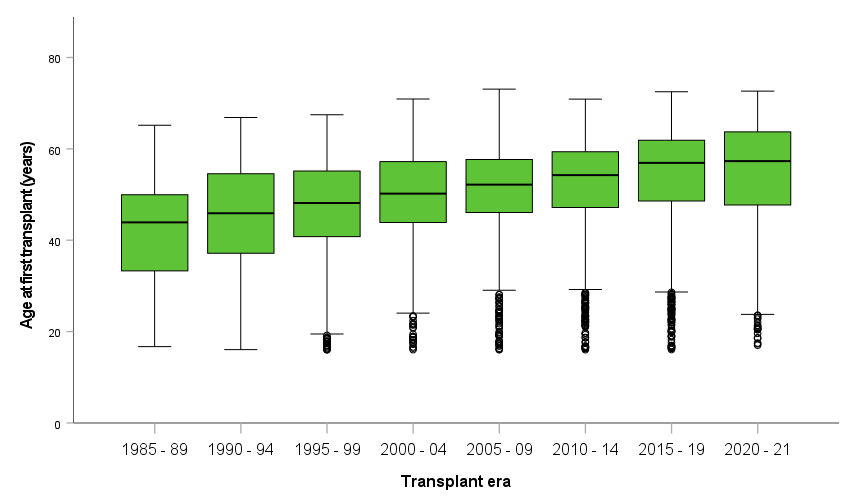 80
60
40
20
0
Age at first transplant (years)
1985 - 89 1990 - 94 1995 - 99 2000 - 04 2005 - 09 2010 - 14 2015 - 19 2020 - 21
Transplant era